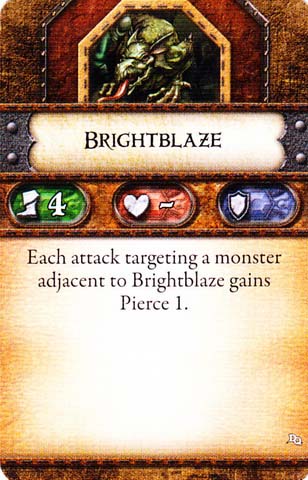 Brightblaze
4
-
Each attack targeting a monster
adjacent to Brightblaze gains
Pierce 1.